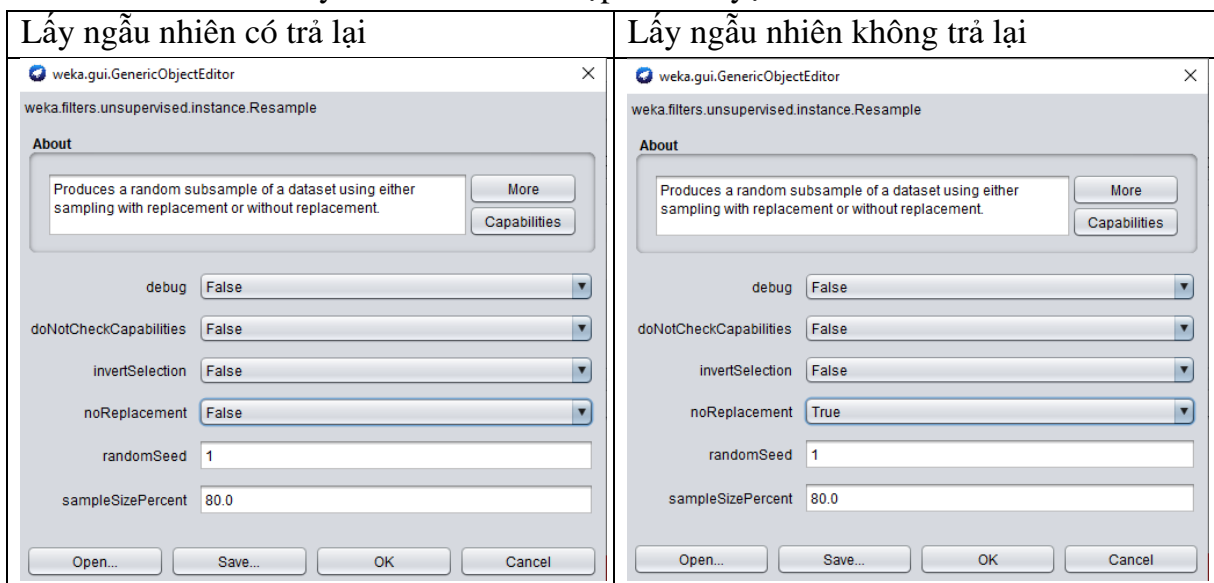 Lấy ngẫu nhiên có trả lại
weka.gui.GenericObjectEditor
weka.filters.unsupervised.instance.Resample
About
Produces a random subsample of a dataset using either
sampling with replacement or without replacement.
More
Capabilities
debug False
doNotCheckCapabilities False
invertSelection False
noReplacement False
randomSeed 1
sampleSizePercent 80.0
Open... Save... OK Cancel
Lấy ngẫu nhiên không trả lại
weka.gui.GenericObjectEditor
weka.filters.unsupervised.instance.Resample
About
Produces a random subsample of a dataset using either
sampling with replacement or without replacement.
More
Capabilities
debug False
doNotCheckCapabilities False
invertSelection False
noReplacement True
randomSeed 1
sampleSizePercent 80.0
Open... Save... OK Cancel